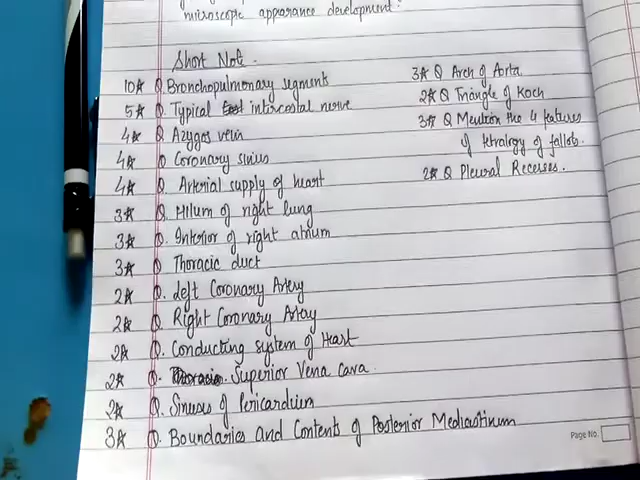 microscopic apparance development.
Short Note.
10☆ Q. Bronchopulmonary segments
5☆ Q. Typical intercostal nerve
4☆ Q. Azygos vein
4☆ Q Coronary sinus
4☆ Q. Arterial supply of heart
3☆ Q. Hilum of right lung
3☆ Q. Interior of right atrium
3☆ Q. Thoracic duct
2☆ Q. Left Coronary Artery
2☆ Q. Right Coronary Artery
2☆ Q. Conducting system of Heart
2☆ Q. Superior Vena Cava
2☆ Q. Sinuses of Pericardium
3☆ Q. Boundaries and Contents of Posterior Mediastinum
3☆ Q Arch of Aorta
2☆ Q Triangle of Koch
3☆ Q Mention the 4 features
of tetralogy of fallots.
2☆ Q Pleural Recesses.
Page No.